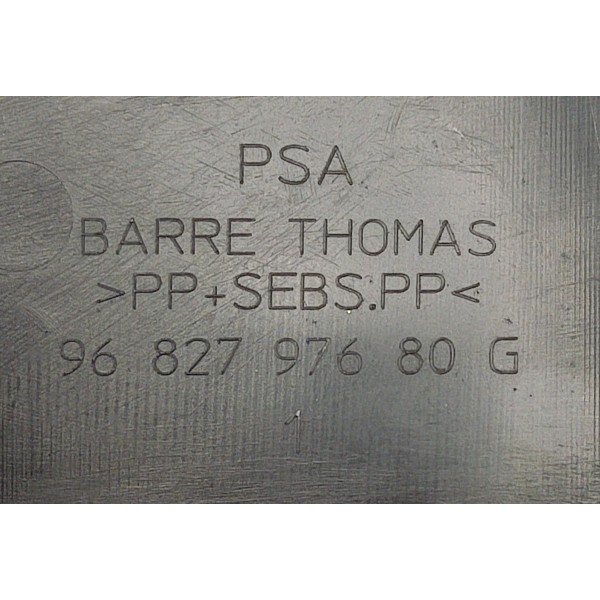 PSA
BARRE THOMAS
>PP+SEBS.PP<
96 827 976 80 G
1